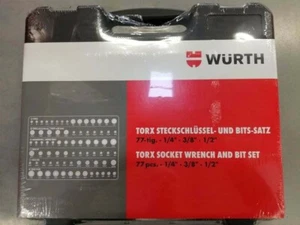 WÜRTH
TORX STECKSCHLÜSSEL- UND BITS-SATZ
77-tlg. - 1/4" - 3/8" - 1/2"
TORX SOCKET WRENCH AND BIT SET
77 pcs. - 1/4" - 3/8" - 1/2"